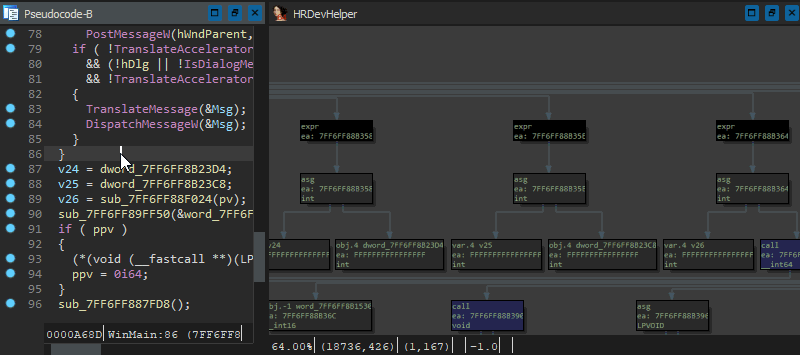 Pseudocode-B
78 PostMessageW(hWndParent,
79 if ( !TranslateAccelerator
80 && (!hDlg || !IsDialogMe
81 && !TranslateAccelerator
82 {
83 TranslateMessage(&Msg);
84 DispatchMessageW(&Msg);
85 }
86 }
87 v24 = dword_7FF6FF8B23D4;
88 v25 = dword_7FF6FF8B23C8;
89 v26 = sub_7FF6FF88F024(pv);
90 sub_7FF6FF89FF50(&word_7FF6F
91 if ( ppv )
92 {
93 (*(void (__fastcall **)(LP
94 ppv = 0i64;
95 }
96 sub_7FF6FF887FD8();
0000A68D WinMain:86 (7FF6FF8
HRDevHelper
expr
ea: 7FF6FF88B358
expr
ea: 7FF6FF88B35E
expr
ea: 7FF6FF88B364
asg
ea: 7FF6FF88B358
int
asg
ea: 7FF6FF88B35E
int
asg
ea: 7FF6FF88B364
int
v24
FFFFFFFFFFFFFF
obj.4 dword_7FF6FF8B23D4
ea: FFFFFFFFFFFFFFFF
int
var.4 v25
ea: FFFFFFFFFFFFFFFF
int
obj.4 dword_7FF6FF8B23C8
ea: FFFFFFFFFFFFFFFF
int
var.4 v26
ea: FFFFFFFFFFFFFFFF
int
call
ea: 7FF6F
__int64
obj.-1 word_7FF6FF8B1536
ea: 7FF6FF88B36C
__int16
call
ea: 7FF6FF88B396
void
asg
ea: 7FF6FF88B396
LPVOID
64.00% (18736,426) (1,167) -1.0